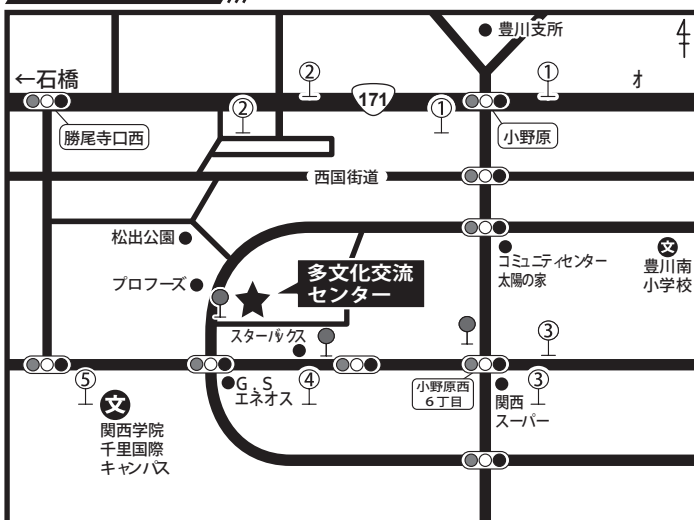 豊川支所
4
←石橋
②
①
オ
171
②
①
勝尾寺口西
小野原
西国街道
松出公園
コミュニティセンター
太陽の家
文
豊川南
小学校
プロフーズ
多文化交流
センター
スターバックス
③
⑤
G.S
エネオス
④
小野原西
6丁目
③
関西
スーパー
文
関西学院
千里国際
キャンパス